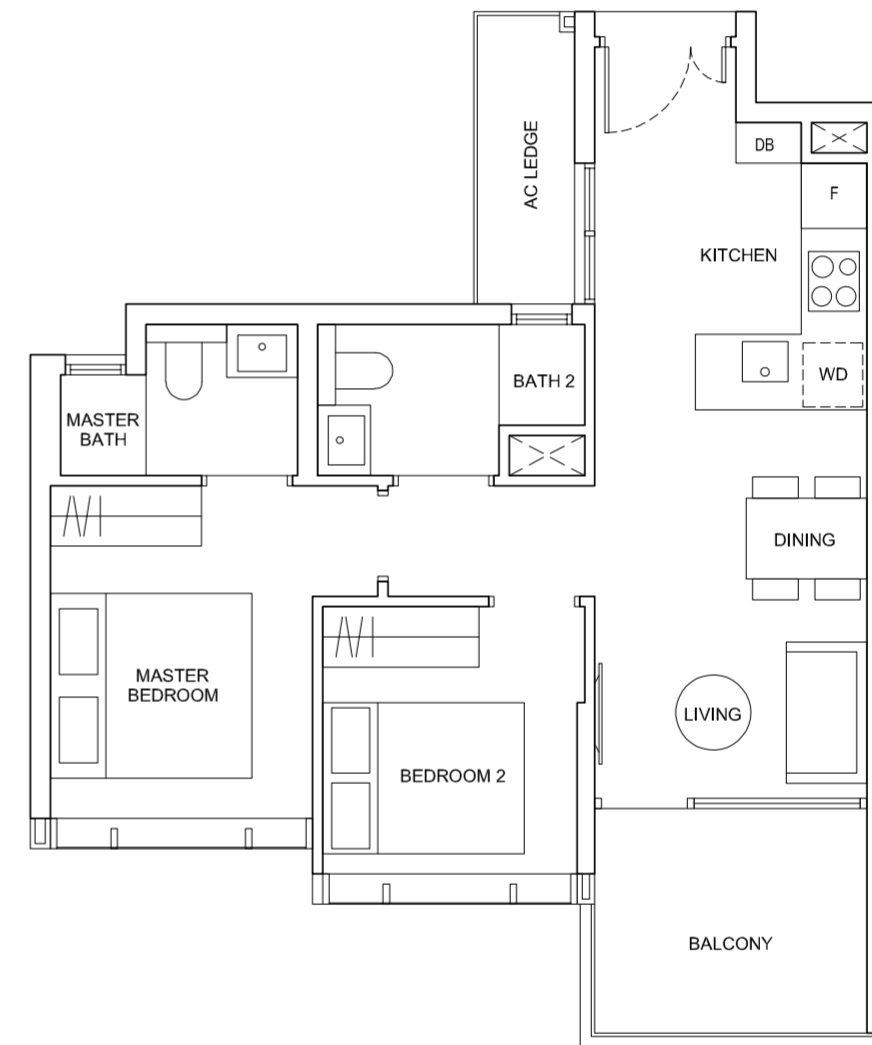 AC LEDGE
DB
F
KITCHEN
WD
BATH 2
MASTER
BATH
DINING
MASTER
BEDROOM
LIVING
BEDROOM 2
BALCONY